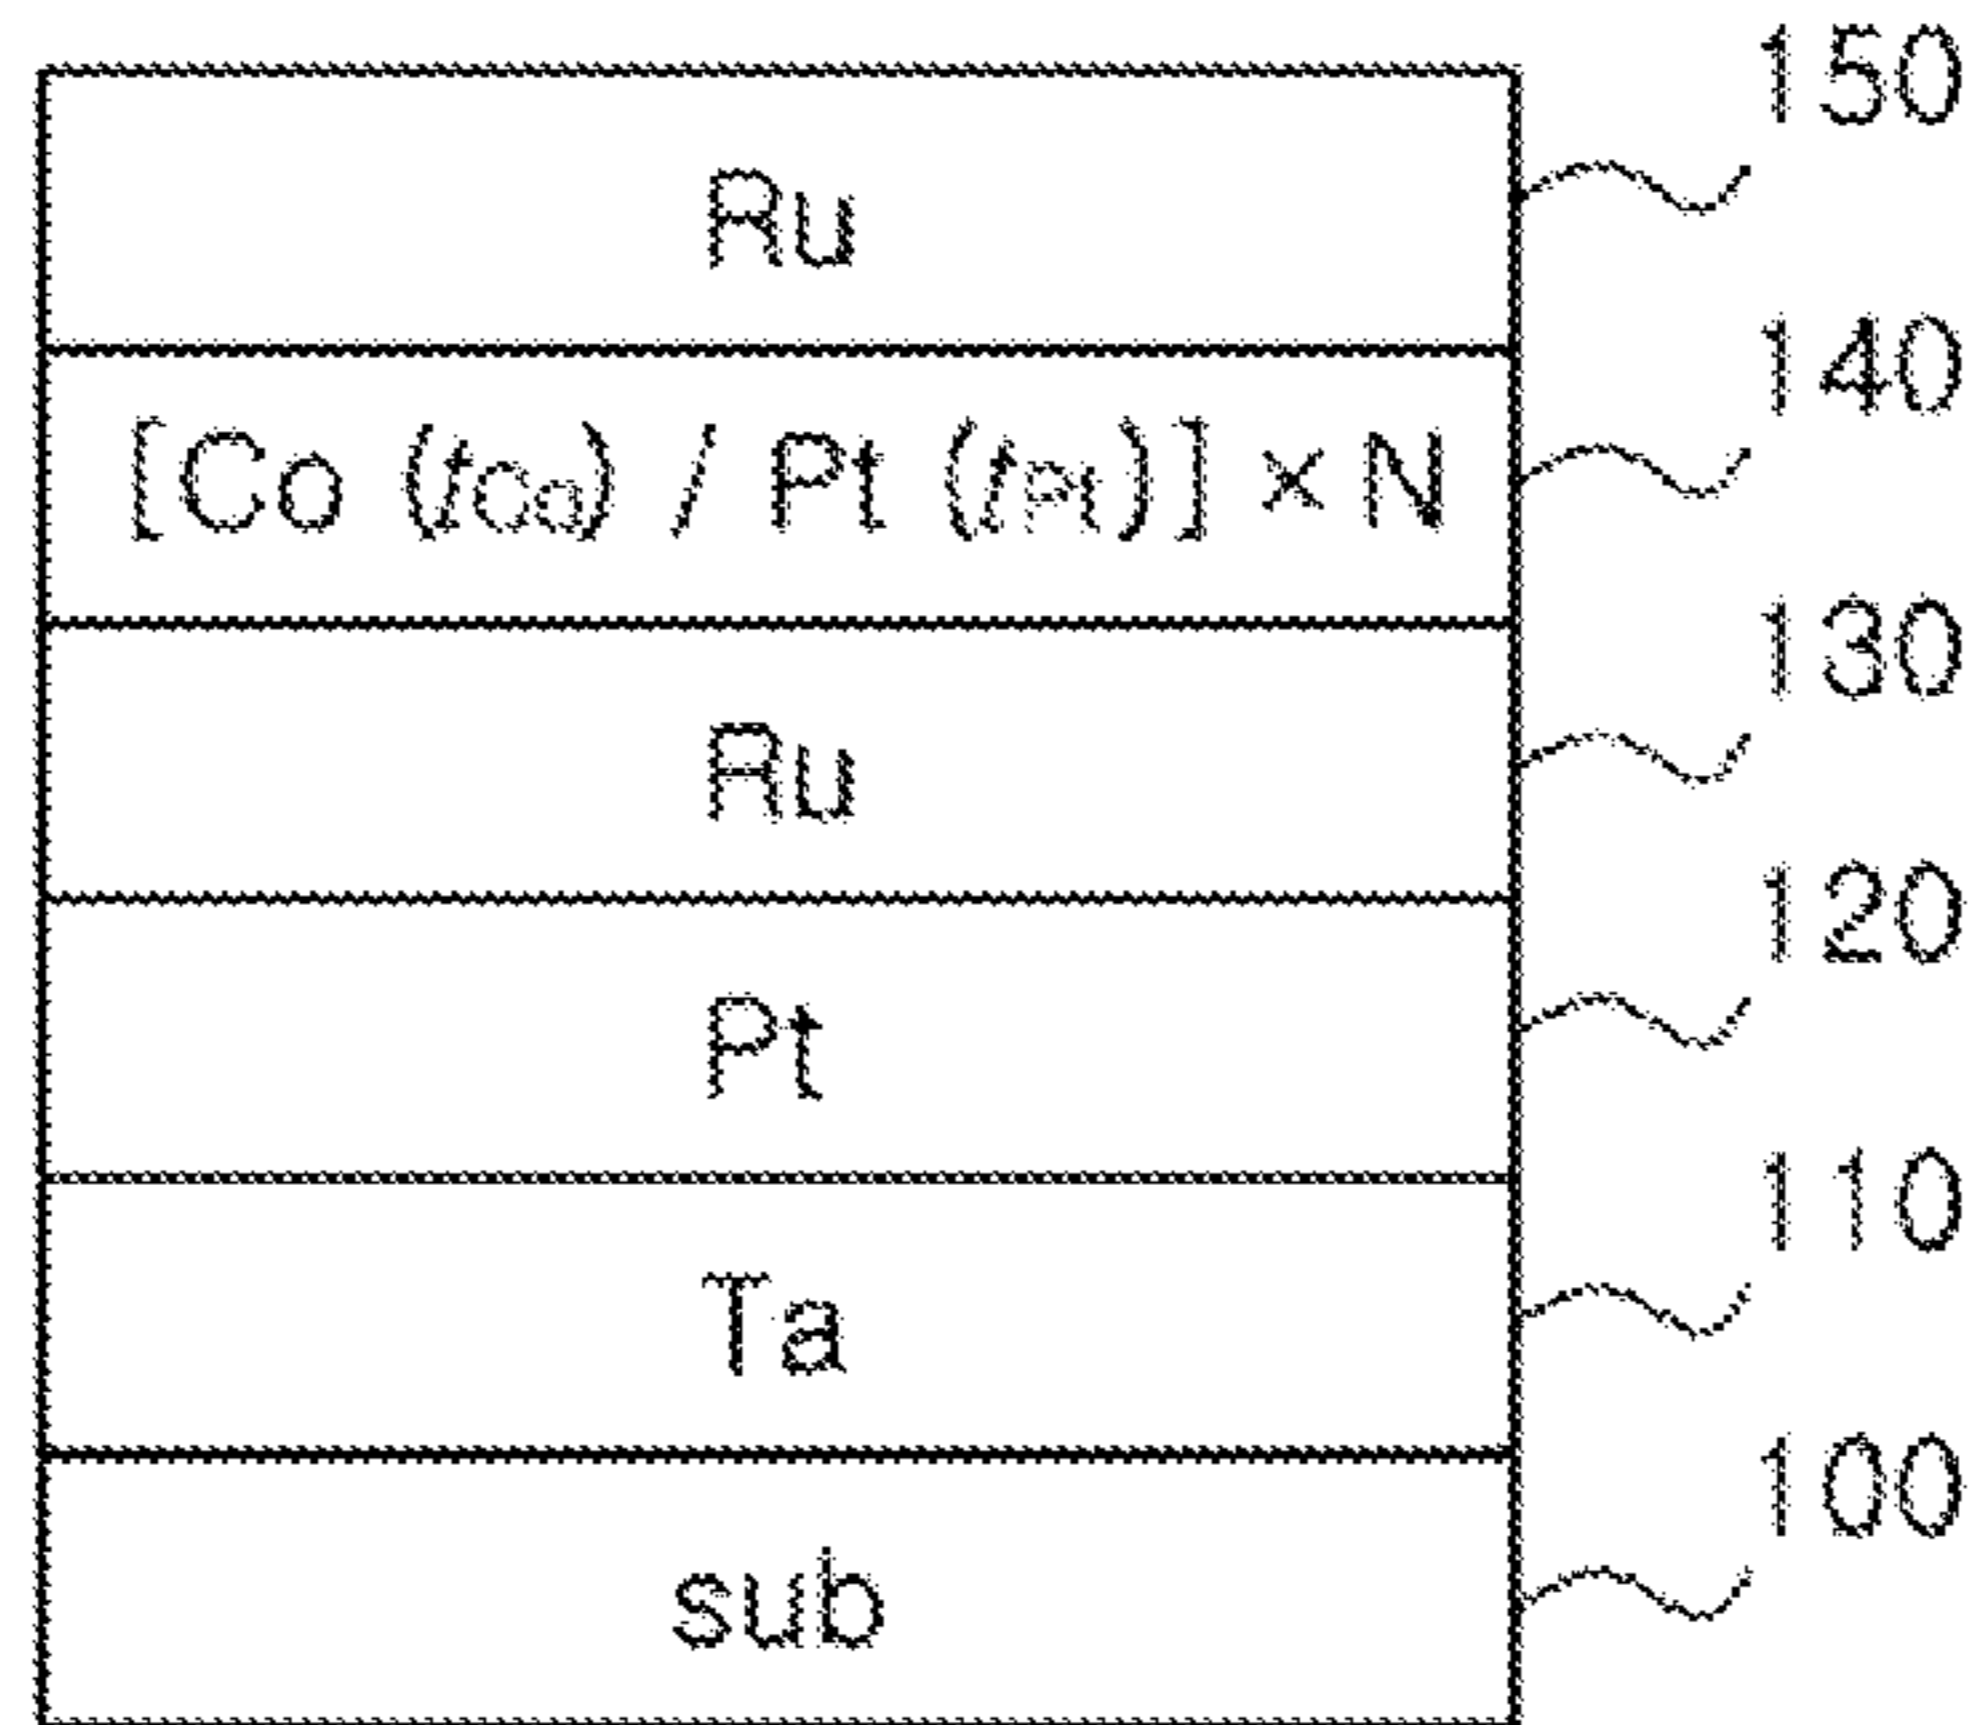 150
Ru
140
[Co (tCo) / Pt (tPt)] × N
130
Ru
120
Pt
110
Ta
100
sub